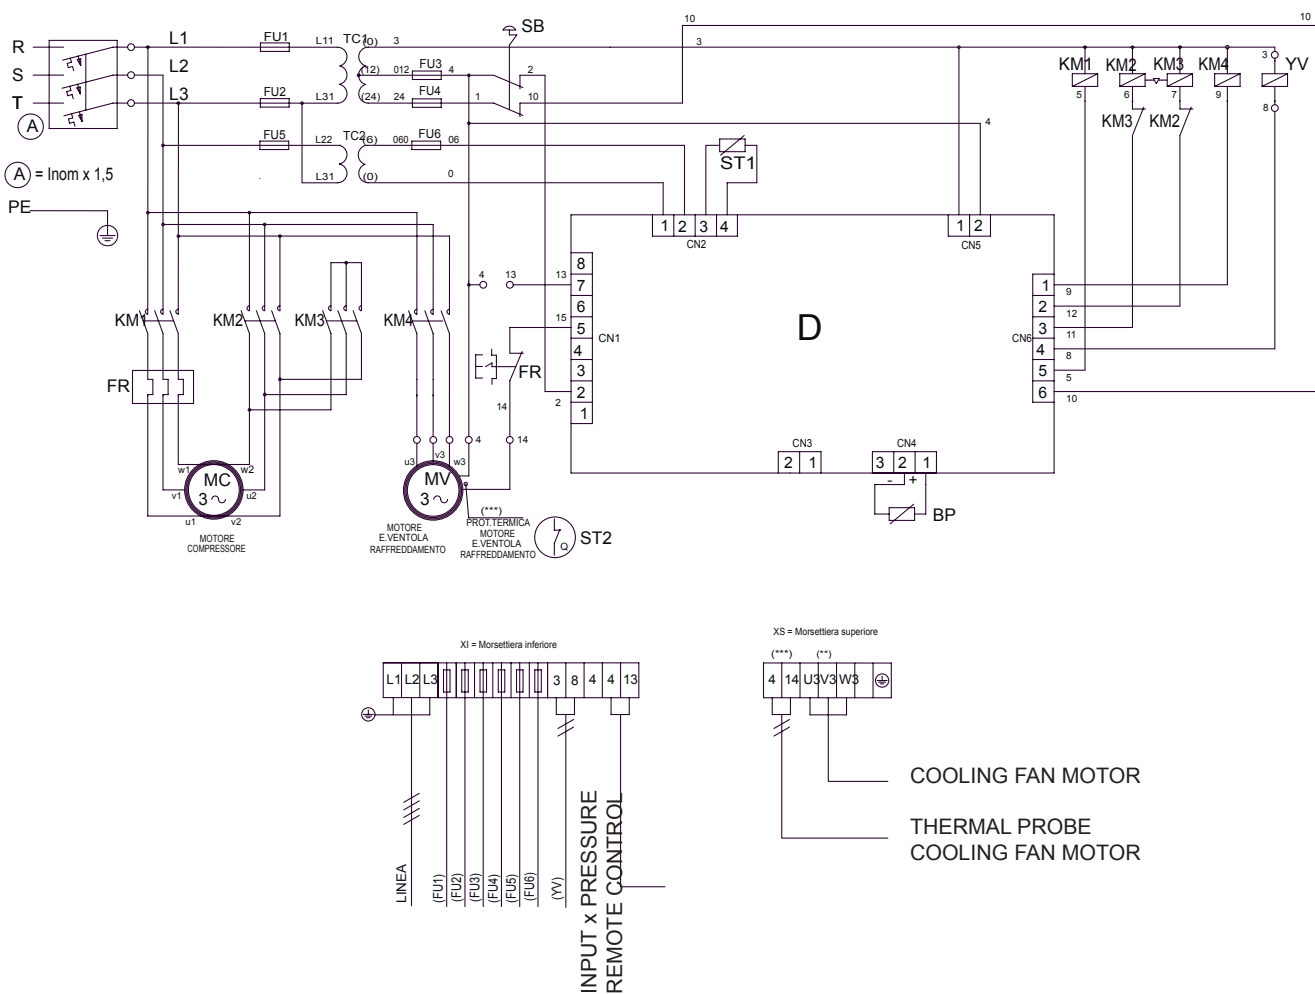 10
10
SB
R
L1
FU1
L11
TC1
(0)
3
3
KM1
KM2
KM3
KM4
3
YV
S
L2
(12)
012
FU3
4
2
T
L3
FU2
L31
(24)
24
FU4
1
10
5
6
7
9
8
A
FU5
L22
TC2
(6)
060
FU6
06
ST1
4
KM3
KM2
A = Inom x 1,5
L31
(0)
0
PE
1 2 3 4
CN2
1 2
CN5
8
7
6
5
4
3
2
1
CN1
4
13
13
15
2
D
1
2
3
4
5
6
CN6
9
12
11
8
5
10
KM1
KM2
KM3
KM4
FR
FR
14
4
14
CN3
2 1
CN4
3 2 1
- +
BP
w1
w2
MC
3
v1
u2
u1
v2
MOTORE
COMPRESSORE
u3
v3
w3
MV
3
MOTORE
E.VENTOLA
RAFFREDDAMENTO
(***)
PROT.TERMICA
MOTORE
E.VENTOLA
RAFFREDDAMENTO
Q
ST2
XI = Morsettiera inferiore
L1 L2 L3
3 8 4 4 13
LINEA
(FU1)
(FU2)
(FU3)
(FU4)
(FU5)
(FU6)
(YV)
INPUT x PRESSURE
REMOTE CONTROL
XS = Morsettiera superiore
(***)
(**)
4 14 U3 V3 W3
COOLING FAN MOTOR
THERMAL PROBE
COOLING FAN MOTOR